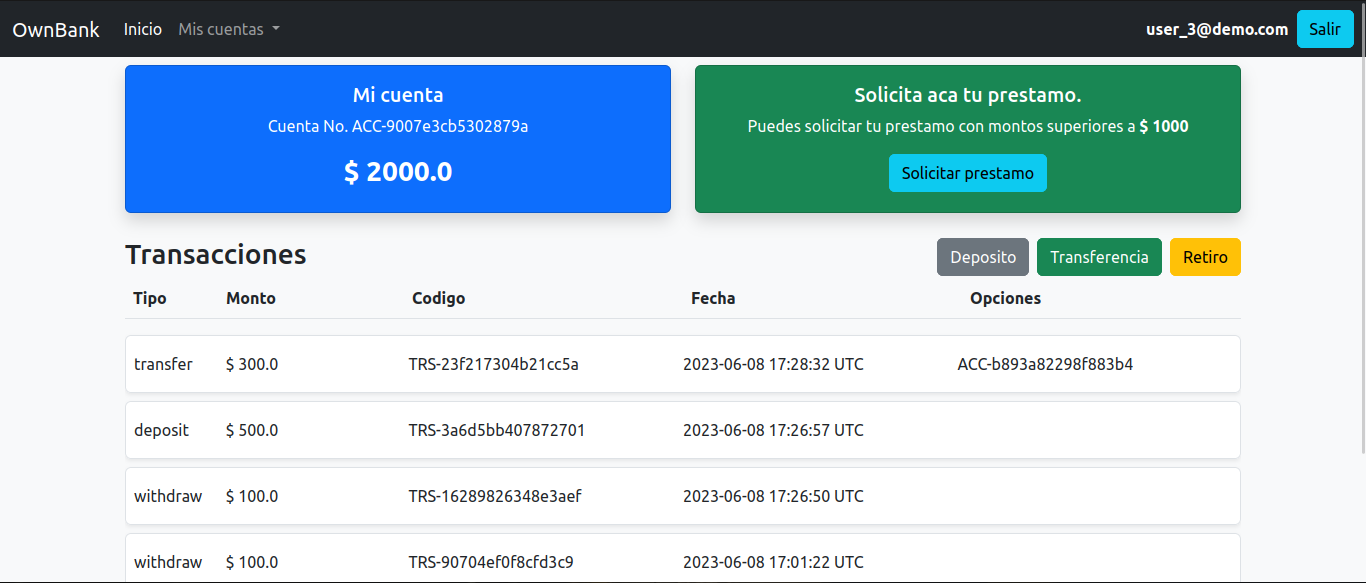 OwnBank Inicio Mis cuentas user_3@demo.com Salir
Mi cuenta
Cuenta No. ACC-9007e3cb5302879a
$ 2000.0
Solicita aca tu prestamo.
Puedes solicitar tu prestamo con montos superiores a $ 1000
Solicitar prestamo
Transacciones Deposito Transferencia Retiro
Tipo Monto Codigo Fecha Opciones
transfer $ 300.0 TRS-23f217304b21cc5a 2023-06-08 17:28:32 UTC ACC-b893a82298f883b4
deposit $ 500.0 TRS-3a6d5bb407872701 2023-06-08 17:26:57 UTC
withdraw $ 100.0 TRS-16289826348e3aef 2023-06-08 17:26:50 UTC
withdraw $ 100.0 TRS-90704ef0f8cfd3c9 2023-06-08 17:01:22 UTC